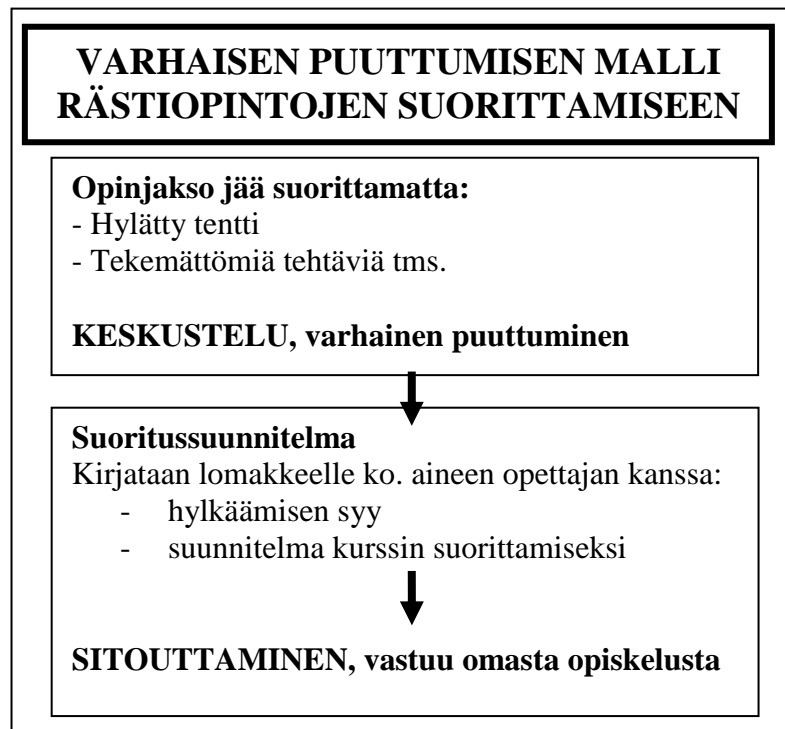 VARHAISEN PUUTTUMISEN MALLI
RÄSTIOPINTOJEN SUORITTAMISEEN
Opinjakso jää suorittamatta:
- Hylätty tentti
- Tekemättömiä tehtäviä tms.
KESKUSTELU, varhainen puuttuminen
Suoritussuunnitelma
Kirjataan lomakkeelle ko. aineen opettajan kanssa:
- hylkäämisen syy
- suunnitelma kurssin suorittamiseksi
SITOUTTAMINEN, vastuu omasta opiskelusta